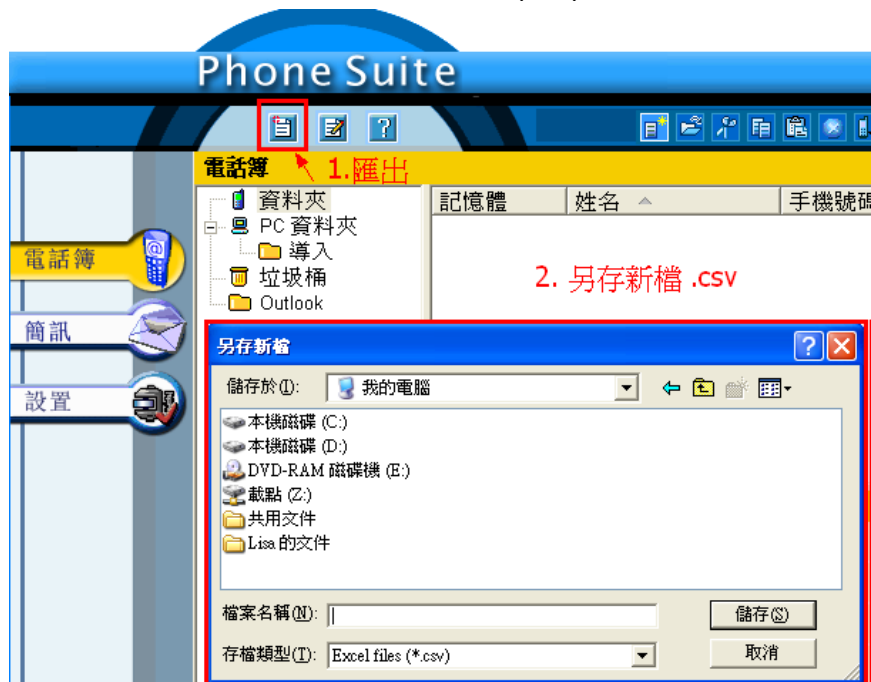 Phone Suite
電話簿
1.匯出
資料夾
PC 資料夾
導入
垃圾桶
Outlook
記憶體 姓名 手機號碼
2. 另存新檔 .csv
電話簿
簡訊
設置
另存新檔
儲存於(I): 我的電腦
本機磁碟 (C:)
本機磁碟 (D:)
DVD-RAM 磁碟機 (E:)
載點 (Z:)
共用文件
Lisa 的文件
檔案名稱(N):
儲存(S)
存檔類型(T): Excel files (*.csv)
取消